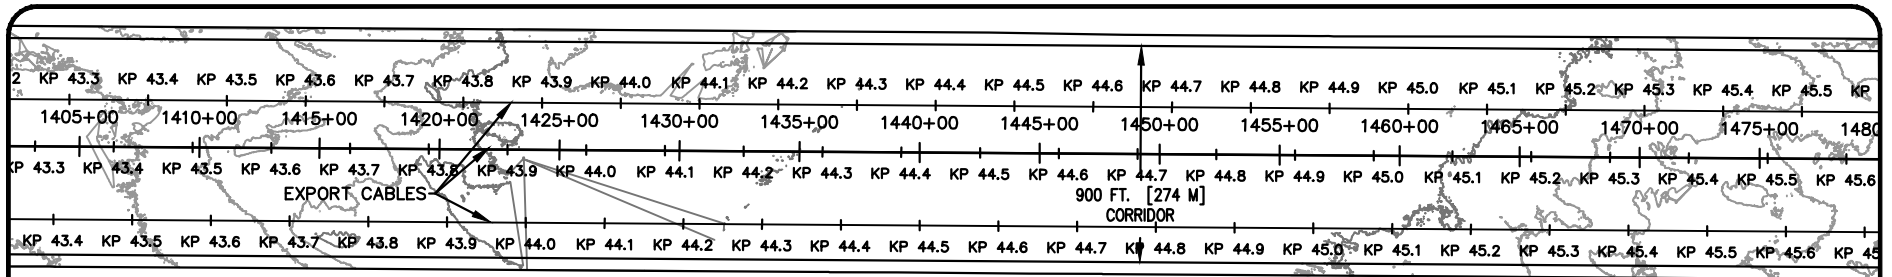 2 KP 43.3 KP 43.4 KP 43.5 KP 43.6 KP 43.7 KP 43.8 KP 43.9 KP 44.0 KP 44.1 KP 44.2 KP 44.3 KP 44.4 KP 44.5 KP 44.6 KP 44.7 KP 44.8 KP 44.9 KP 45.0 KP 45.1 KP 45.2 KP 45.3 KP 45.4 KP 45.5 KP
1405+00 1410+00 1415+00 1420+00 1425+00 1430+00 1435+00 1440+00 1445+00 1450+00 1455+00 1460+00 1465+00 1470+00 1475+00 1480
KP 43.3 KP 43.4 KP 43.5 KP 43.6 KP 43.7 KP 43.8 KP 43.9 KP 44.0 KP 44.1 KP 44.2 KP 44.3 KP 44.4 KP 44.5 KP 44.6 KP 44.7 KP 44.8 KP 44.9 KP 45.0 KP 45.1 KP 45.2 KP 45.3 KP 45.4 KP 45.5 KP 45.6
EXPORT CABLES
900 FT. [274 M]
CORRIDOR
KP 43.4 KP 43.5 KP 43.6 KP 43.7 KP 43.8 KP 43.9 KP 44.0 KP 44.1 KP 44.2 KP 44.3 KP 44.4 KP 44.5 KP 44.6 KP 44.7 KP 44.8 KP 44.9 KP 45.0 KP 45.1 KP 45.2 KP 45.3 KP 45.4 KP 45.5 KP 45.6 KP 45